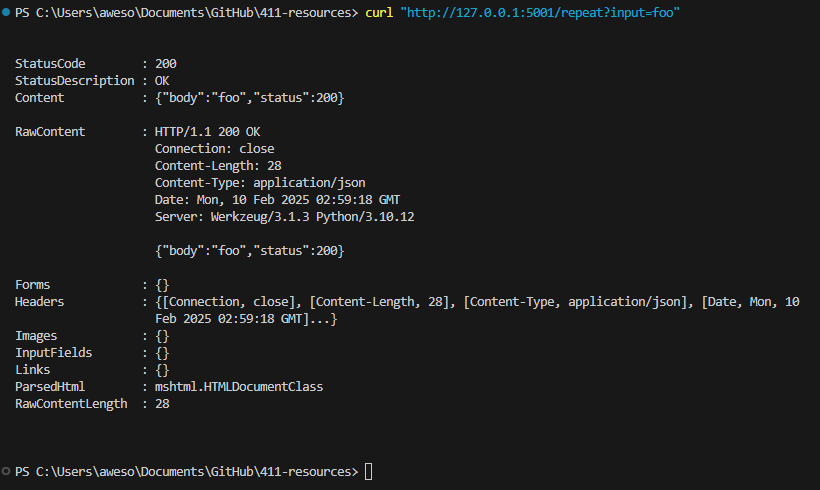 PS C:\Users\aweso\Documents\GitHub\411-resources> curl "http://127.0.0.1:5001/repeat?input=foo"
StatusCode        : 200
StatusDescription : OK
Content           : {"body":"foo","status":200}
RawContent        : HTTP/1.1 200 OK
                    Connection: close
                    Content-Length: 28
                    Content-Type: application/json
                    Date: Mon, 10 Feb 2025 02:59:18 GMT
                    Server: Werkzeug/3.1.3 Python/3.10.12
                    {"body":"foo","status":200}
Forms             : {}
Headers           : {[Connection, close], [Content-Length, 28], [Content-Type, application/json], [Date, Mon, 10
                    Feb 2025 02:59:18 GMT]...}
Images            : {}
InputFields       : {}
Links             : {}
ParsedHtml        : mshtml.HTMLDocumentClass
RawContentLength  : 28
PS C:\Users\aweso\Documents\GitHub\411-resources>